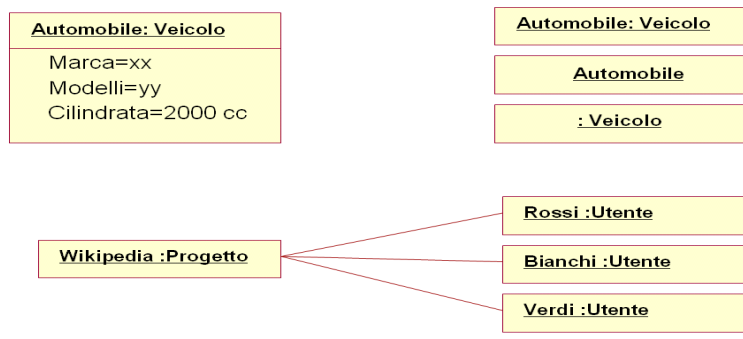 Automobile: Veicolo
Marca=xx
Modelli=yy
Cilindrata=2000 cc
Automobile: Veicolo
Automobile
: Veicolo
Wikipedia :Progetto
Rossi :Utente
Bianchi :Utente
Verdi :Utente